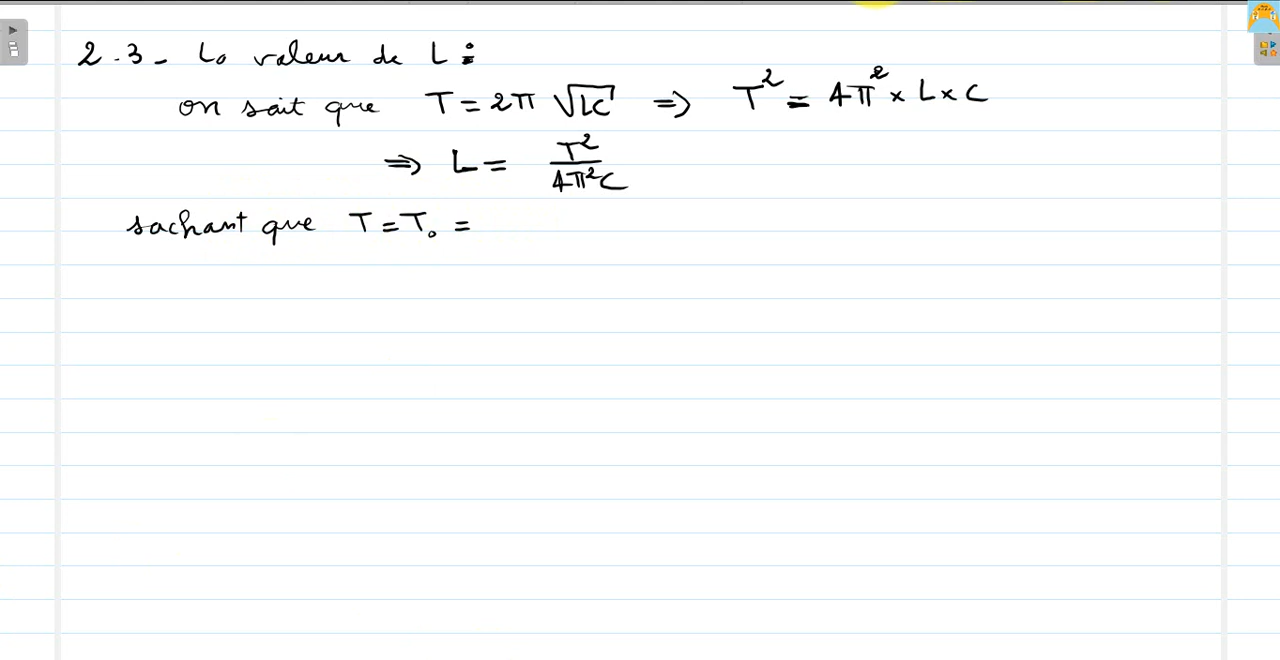 2.3- La valeur de L :
on sait que T = 2π √LC ⇒ T² = 4π² × L × C
⇒ L = T² / 4π²C
sachant que T = T₀ =